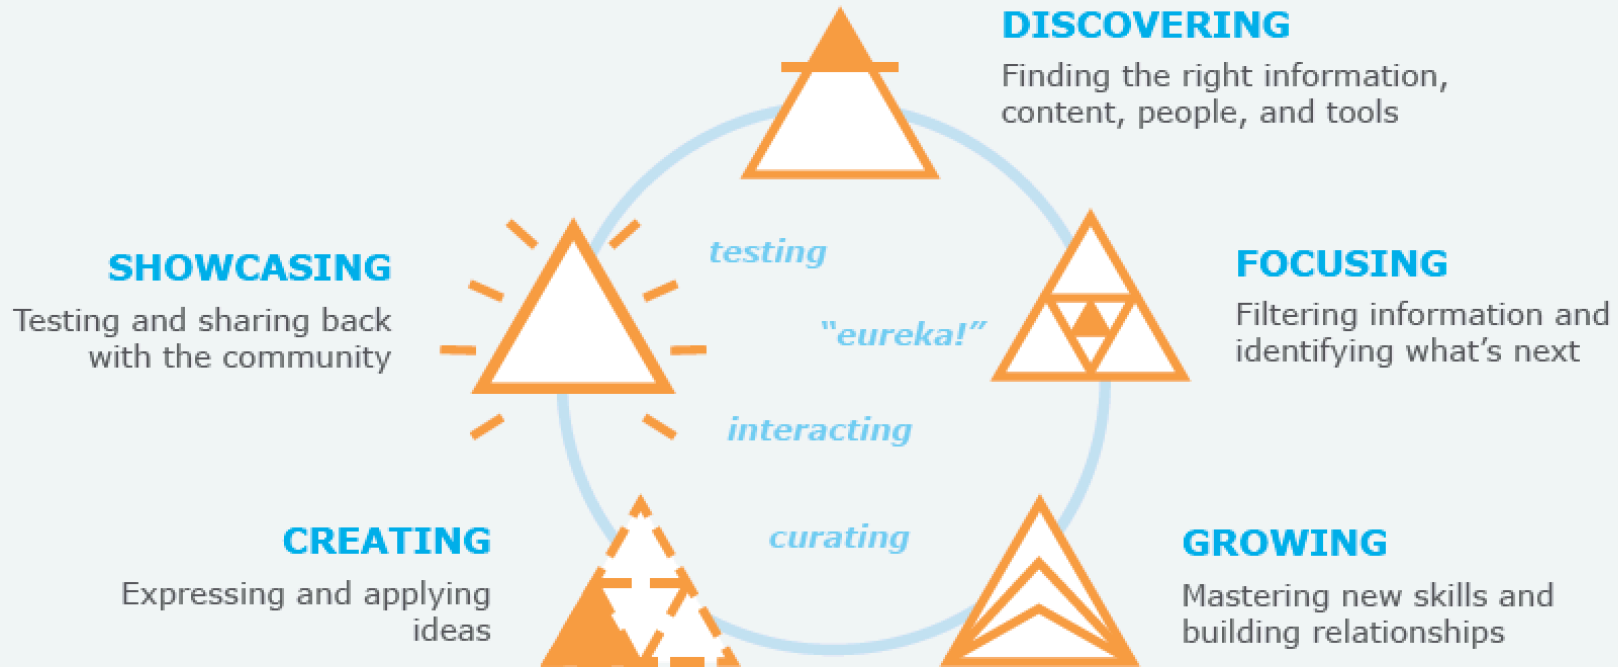 DISCOVERING
Finding the right information,
content, people, and tools
FOCUSING
Filtering information and
identifying what’s next
GROWING
Mastering new skills and
building relationships
CREATING
Expressing and applying
ideas
SHOWCASING
Testing and sharing back
with the community
testing
“eureka!”
interacting
curating